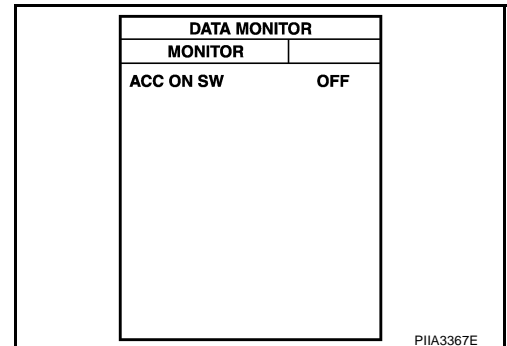 DATA MONITOR
MONITOR
ACC ON SW OFF
PIIA3367E